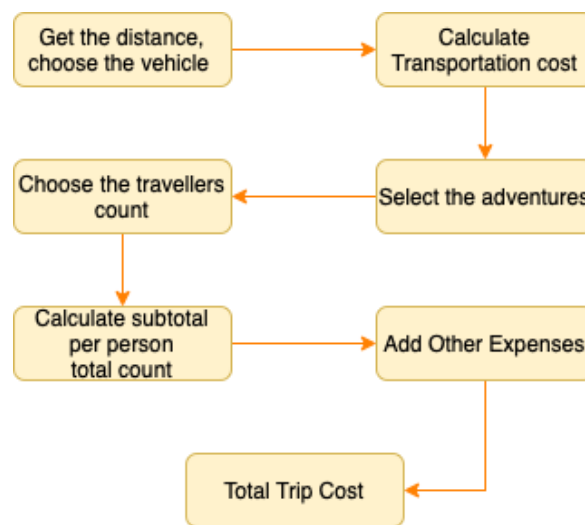 Get the distance,
choose the vehicle
Calculate
Transportation cost
Select the adventures
Choose the travellers
count
Calculate subtotal
per person
total count
Add Other Expenses
Total Trip Cost